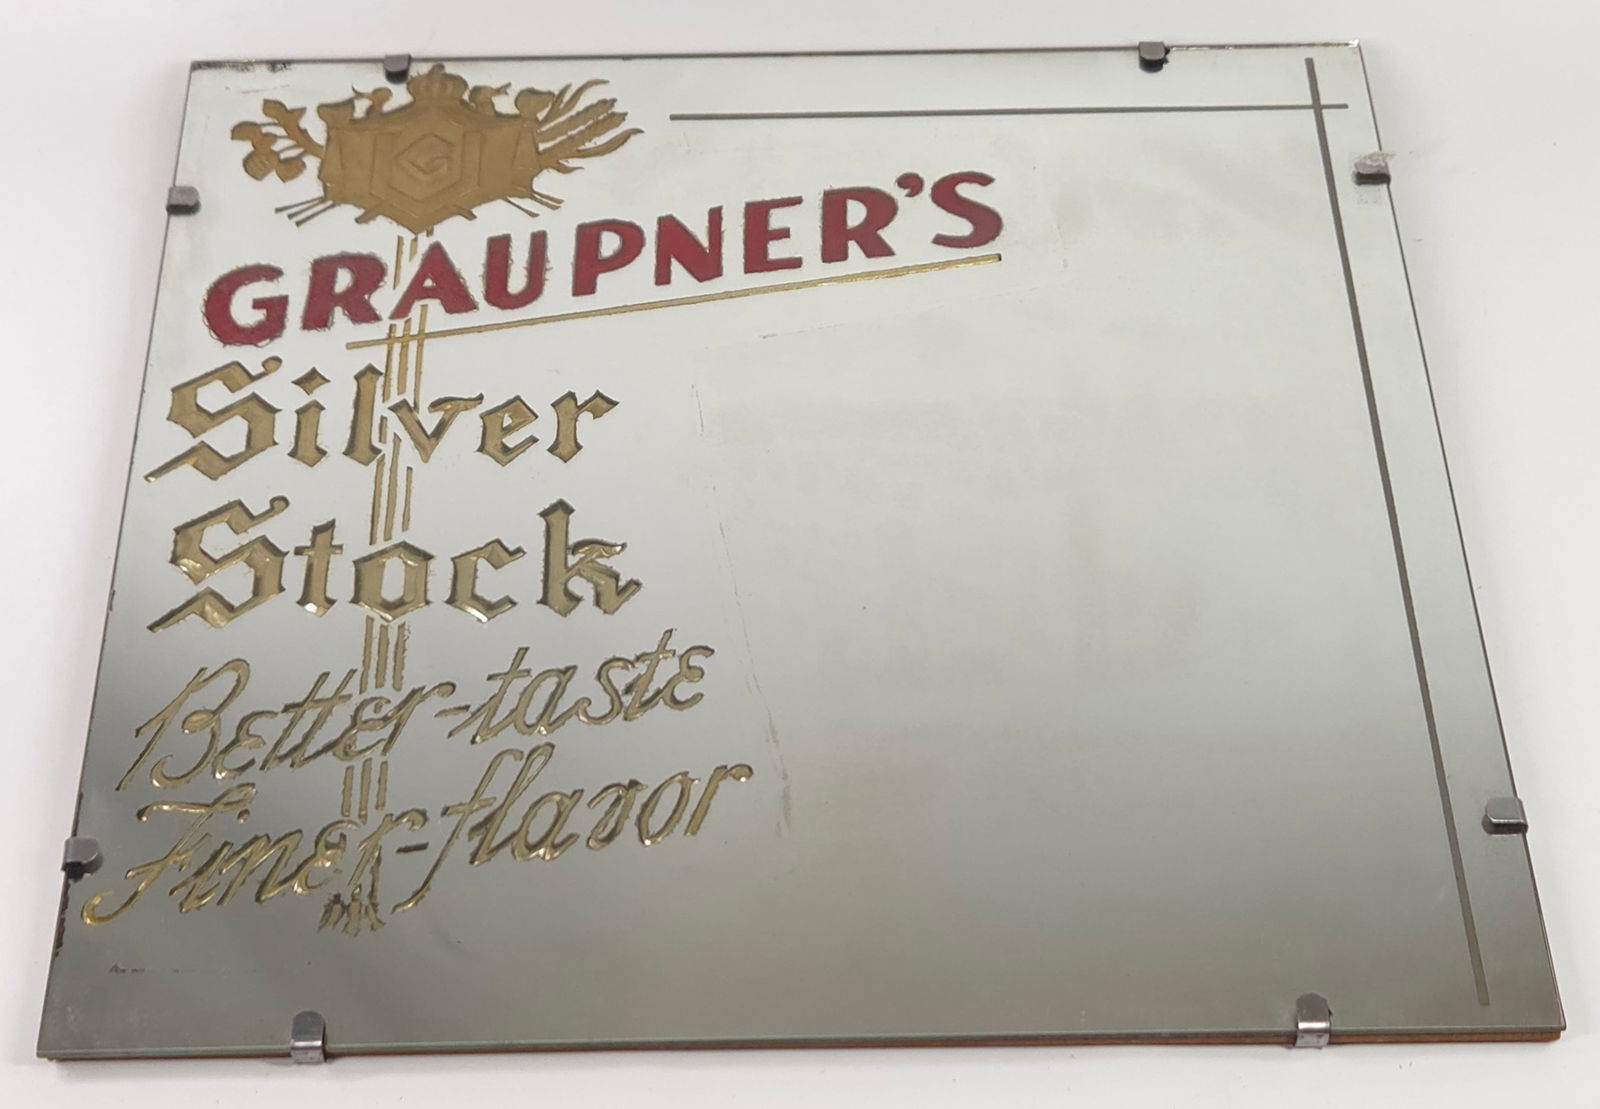 G
GRAUPNER'S
Silver
Stock
Better-taste
Finer-flavor